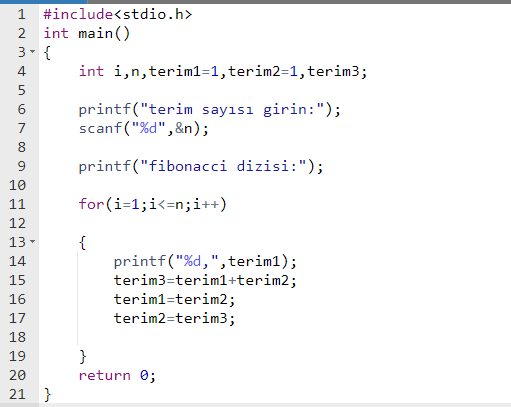 1 #include<stdio.h>
2 int main()
3 {
4     int i,n,terim1=1,terim2=1,terim3;
5
6     printf("terim sayısı girin:");
7     scanf("%d",&n);
8
9     printf("fibonacci dizisi:");
10
11     for(i=1;i<=n;i++)
12
13     {
14         printf("%d,",terim1);
15         terim3=terim1+terim2;
16         terim1=terim2;
17         terim2=terim3;
18
19     }
20     return 0;
21 }